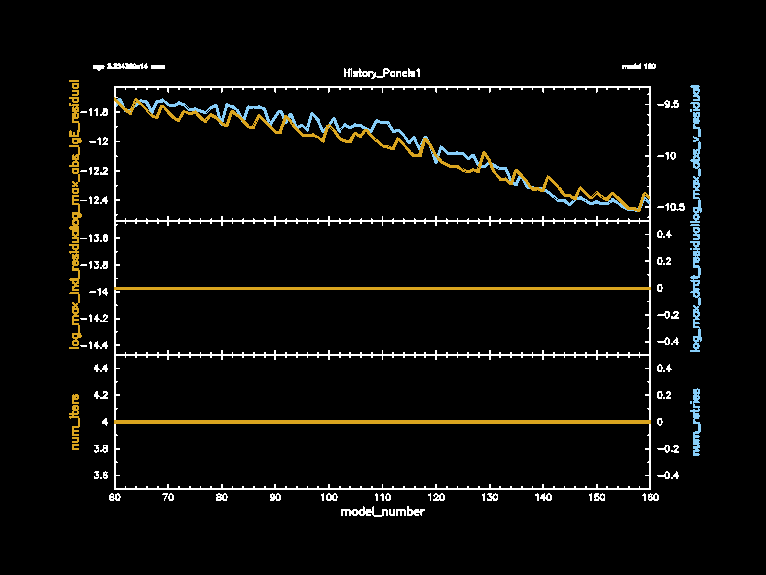 History_Panels1
model 160
log_max_abs_lgE_residual
-11.8
-12
-12.2
-12.4
-9.5
-10
-10.5
log_max_abs_v_residual
log_max_lnd_residual
-13.6
-13.8
-14
-14.2
-14.4
0.4
0.2
0
-0.2
-0.4
log_max_drdt_residual
num_iters
4.4
4.2
4
3.8
3.6
0.4
0.2
0
-0.2
-0.4
num_retries
60 70 80 90 100 110 120 130 140 150 160
model_number